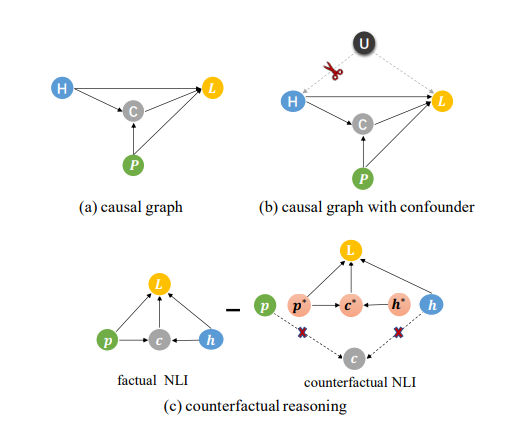 U
H
L
C
P
H
L
C
P
(a) causal graph
(b) causal graph with confounder
L
p
c
h
L
p
p*
c*
h*
h
c
factual NLI
counterfactual NLI
(c) counterfactual reasoning